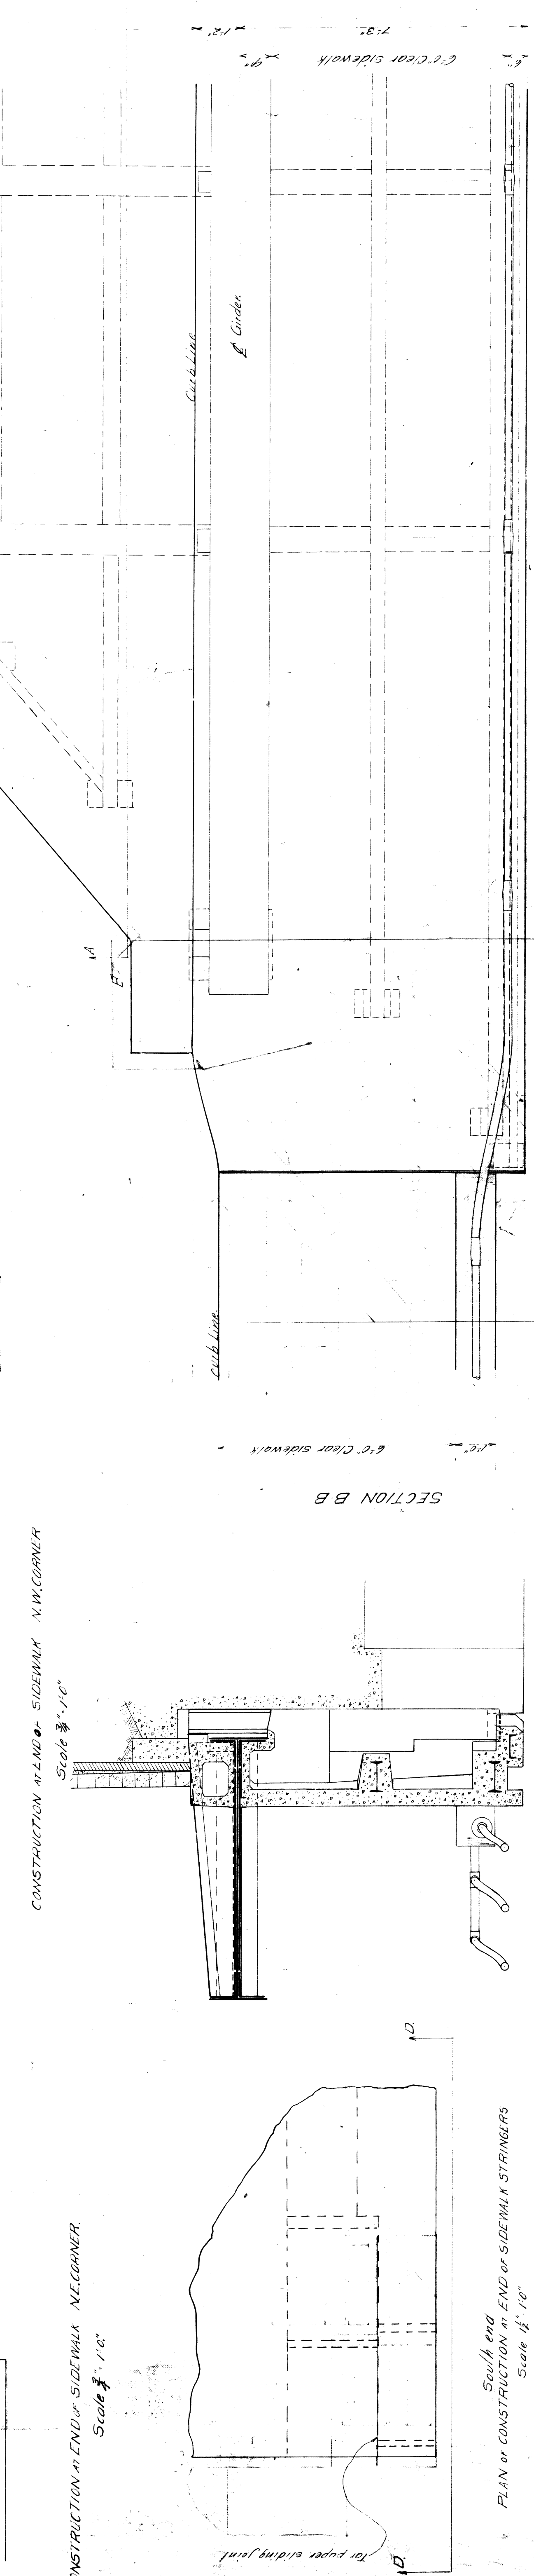 1'-2"
7'-3"
9"
6'-0" Clear Sidewalk
6"
Curb Line
℄ Girder.
A
Curb Line.
6'-0" Clear Sidewalk
1'-0"
SECTION B B
CONSTRUCTION AT END OF SIDEWALK N.W. CORNER
Scale 3/4" = 1'-0"
D.
NSTRUCTION AT END OF SIDEWALK N.E. CORNER.
Scale 3/4" = 1'-0"
Tar paper sliding joint
D.
South end
PLAN OF CONSTRUCTION AT END OF SIDEWALK STRINGERS
Scale 1½" 1'-0"